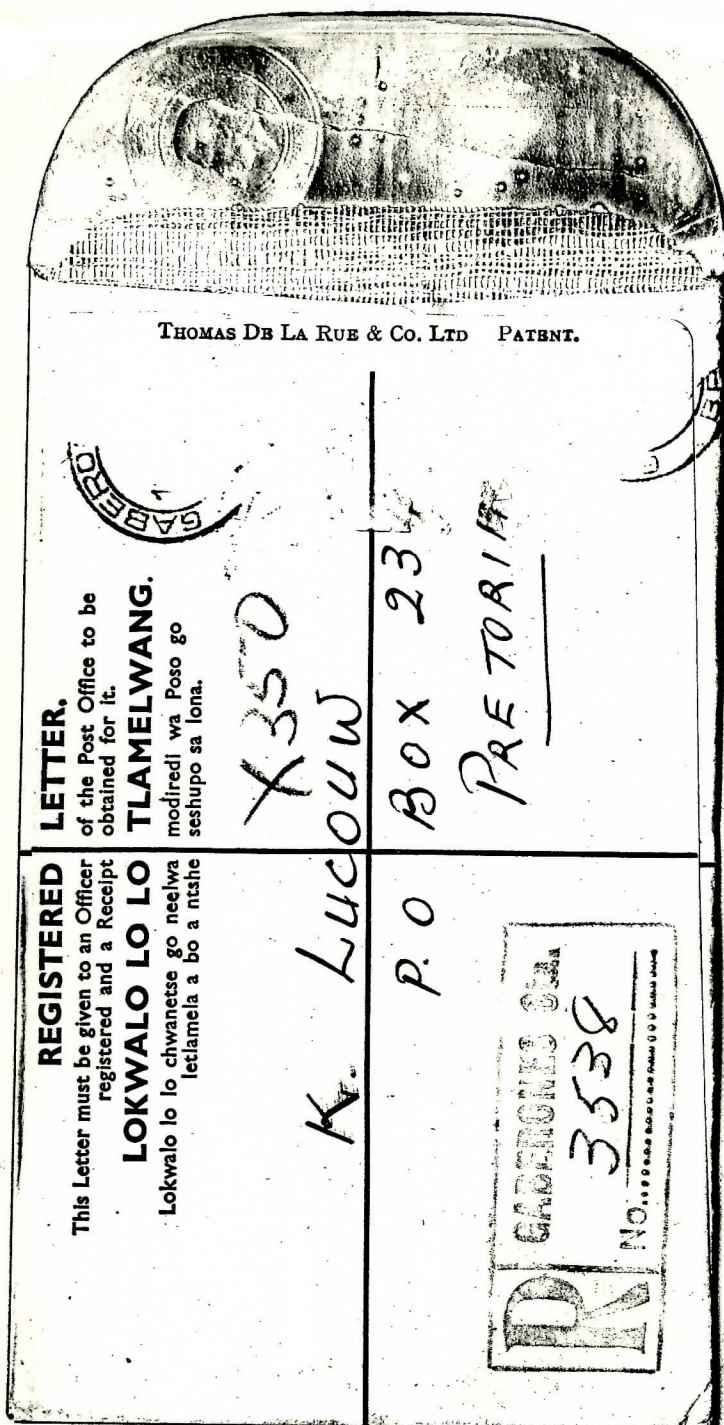 THOMAS DE LA RUE & CO. LTD PATENT.
REGISTERED LETTER.
This Letter must be given to an Officer of the Post Office to be
registered and a Receipt obtained for it.
LOKWALO LO LO TLAMELWANG.
Lokwalo lo lo chwanetse go neelwa modiredi wa Poso go
letlamela a bo a ntshe seshupo sa lona.
GABERO
X350
K. LUCOUW
P.O BOX 234
PRETORIA
R
GABERONES
No. 3538